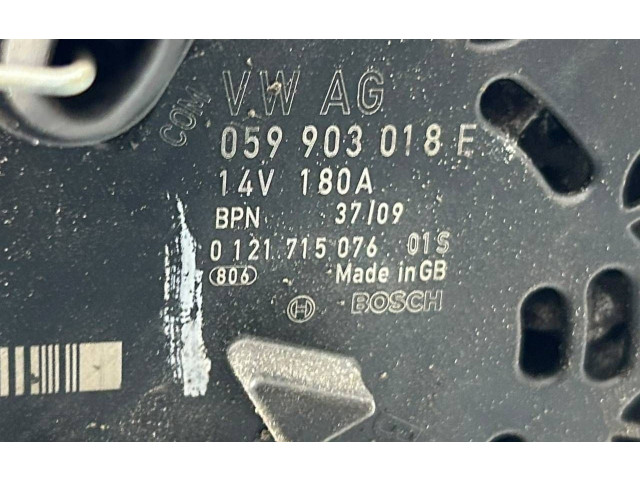 COM
VW AG
059 903 018 E
14V 180A
BPN 37/09
0 121 715 076 01S
806 Made in GB
BOSCH